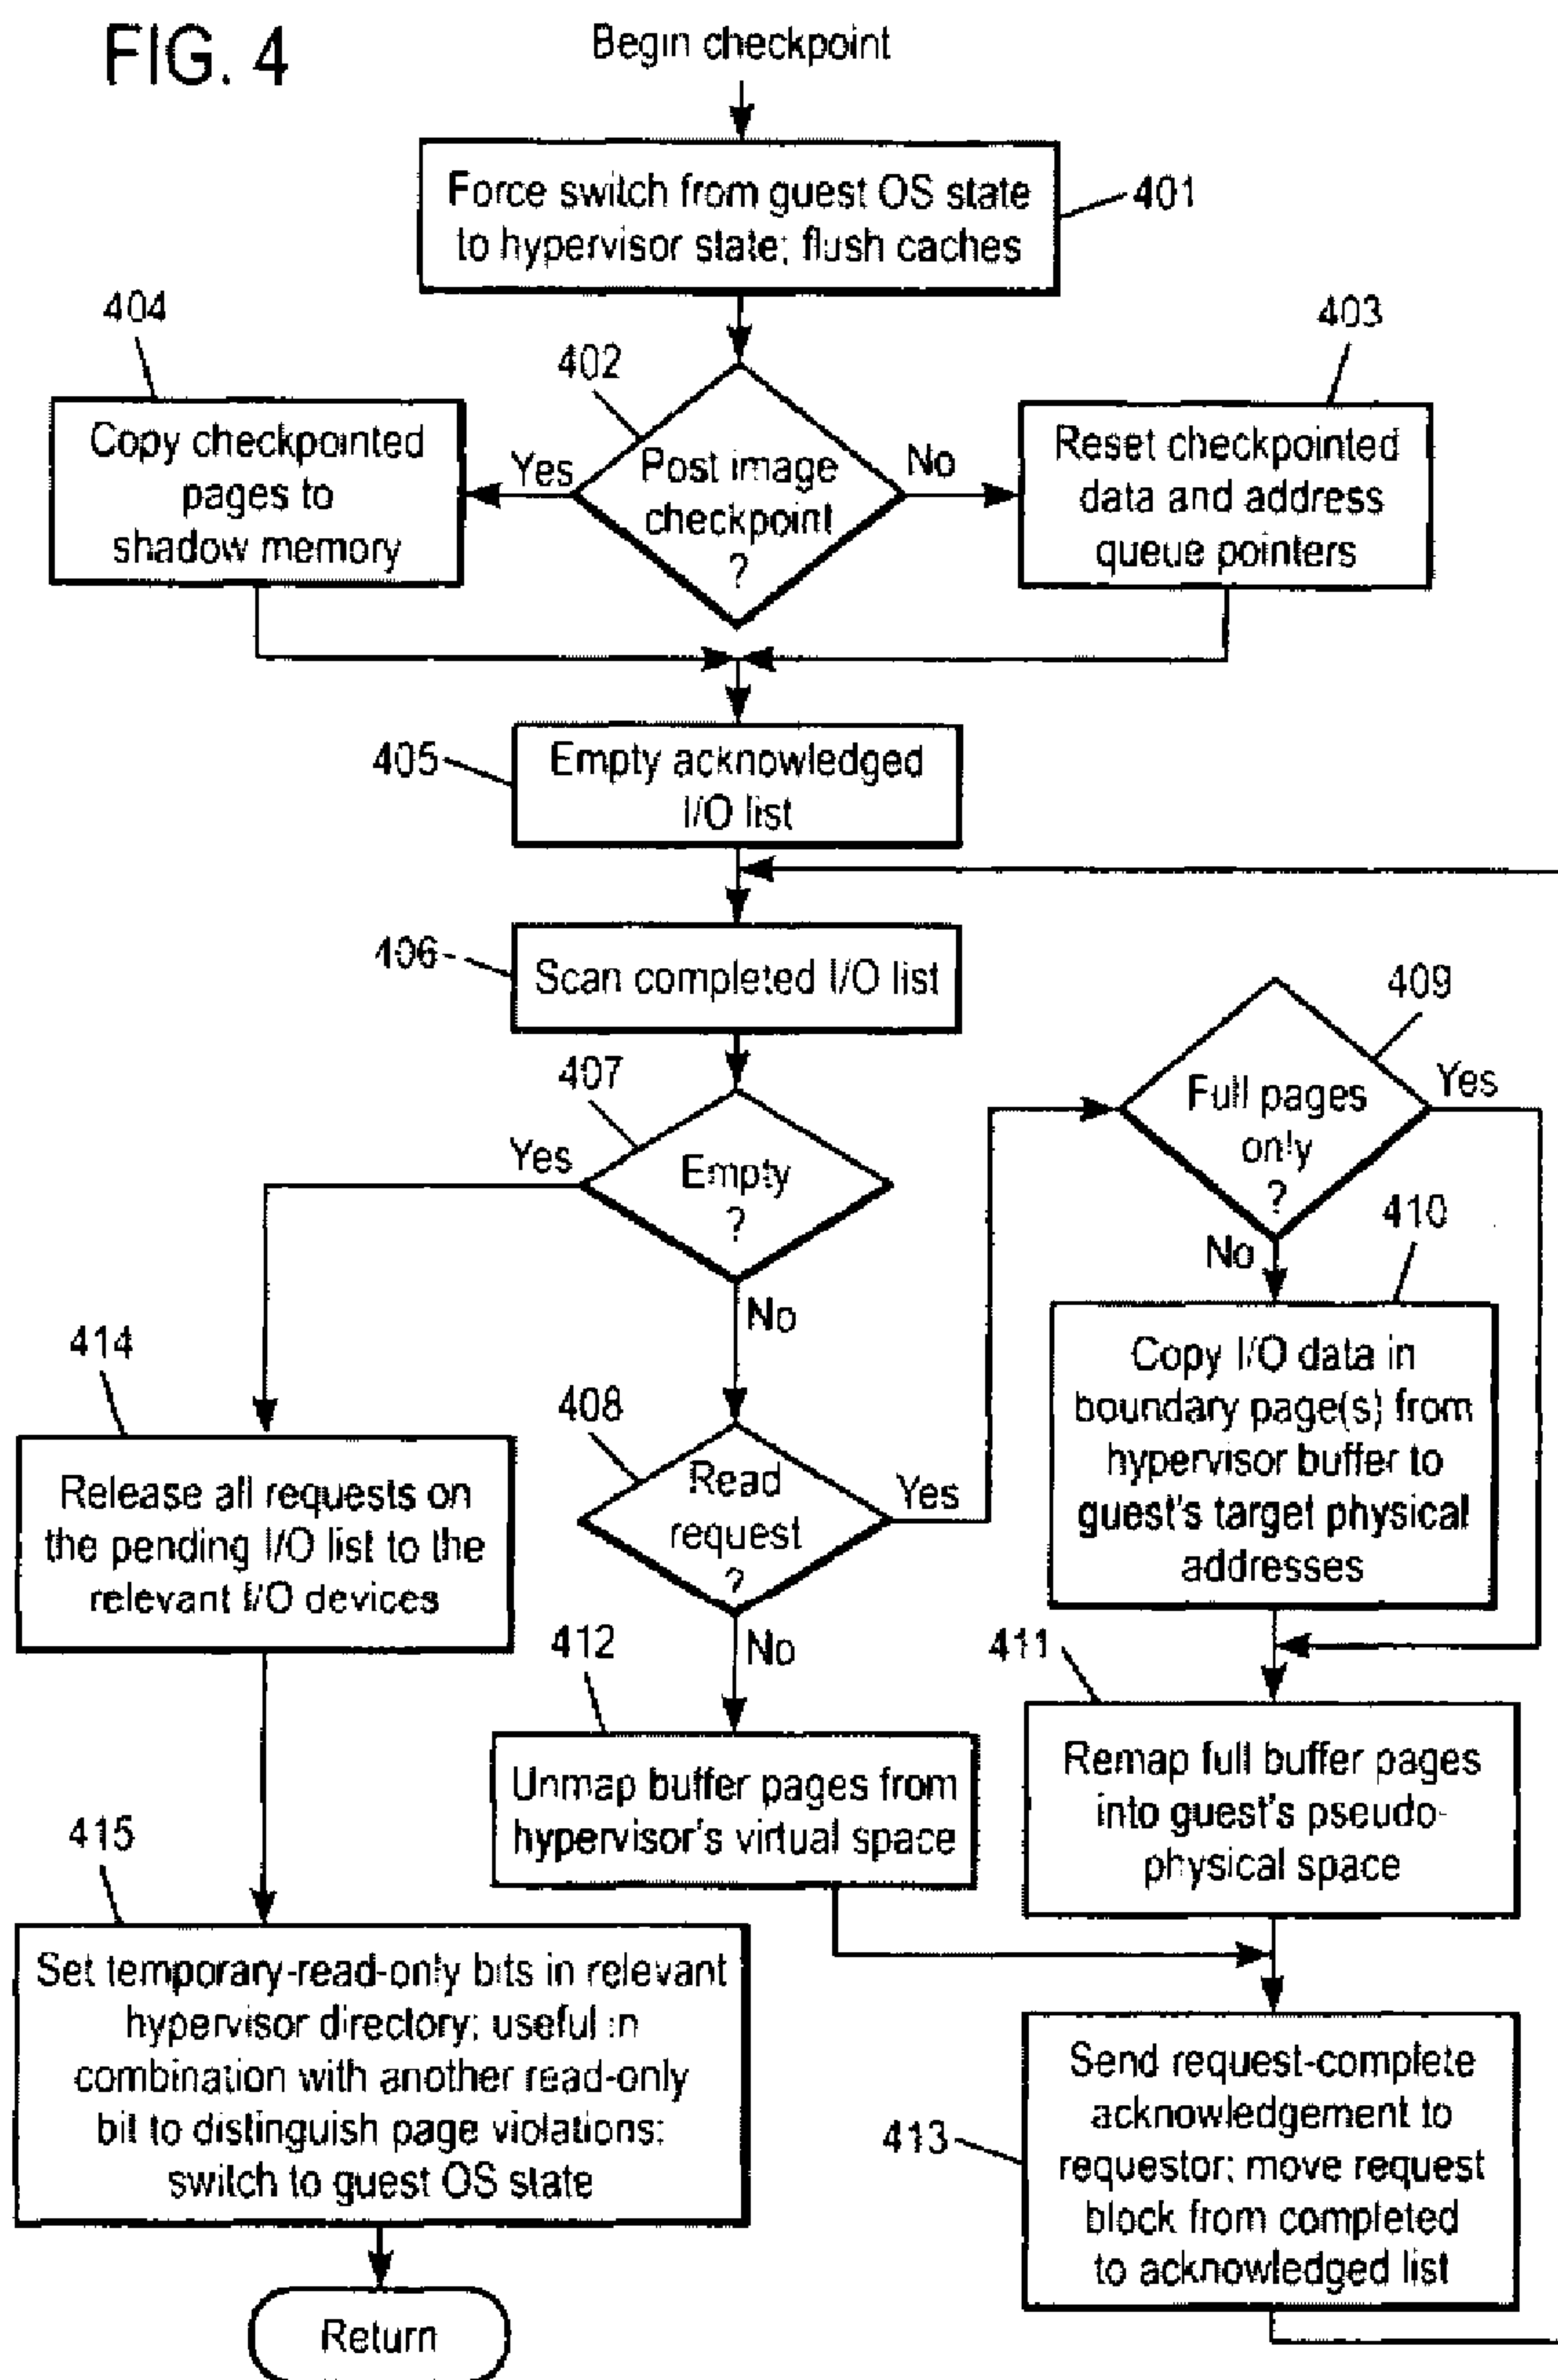 FIG. 4
Begin checkpoint
Force switch from guest OS state
to hypervisor state; flush caches
401
404
402
403
Copy checkpointed
pages to
shadow memory
Yes
Post image
checkpoint
?
No
Reset checkpointed
data and address
queue pointers
405
Empty acknowledged
I/O list
406
Scan completed I/O list
407
Yes
Empty
?
No
409
Full pages
only
?
Yes
No
410
Copy I/O data in
boundary page(s) from
hypervisor buffer to
guest's target physical
addresses
408
Read
request
?
Yes
No
414
Release all requests on
the pending I/O list to the
relevant I/O devices
412
Unmap buffer pages from
hypervisor's virtual space
411
Remap full buffer pages
into guest's pseudo-
physical space
415
Set temporary-read-only bits in relevant
hypervisor directory; useful in
combination with another read-only
bit to distinguish page violations;
switch to guest OS state
413
Send request-complete
acknowledgement to
requestor; move request
block from completed
to acknowledged list
Return